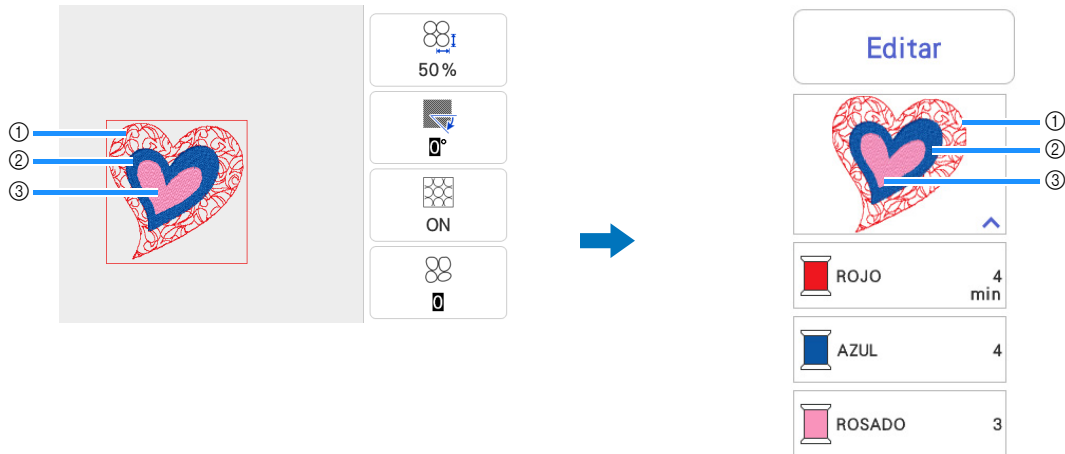 ①
②
③
50%
0°
ON
0
Editar
①
②
③
ROJO 4
min
AZUL 4
ROSADO 3